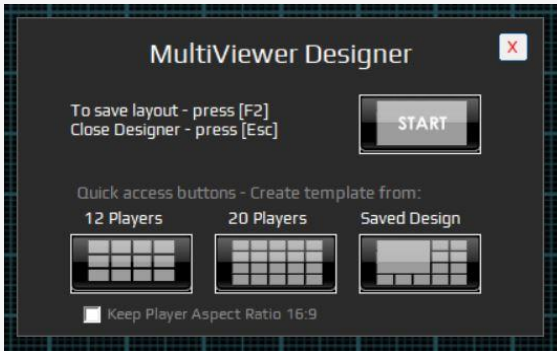 MultiViewer Designer
X
To save layout - press [F2]
Close Designer - press [Esc]
START
Quick access buttons - Create template from:
12 Players
20 Players
Saved Design
Keep Player Aspect Ratio 16:9